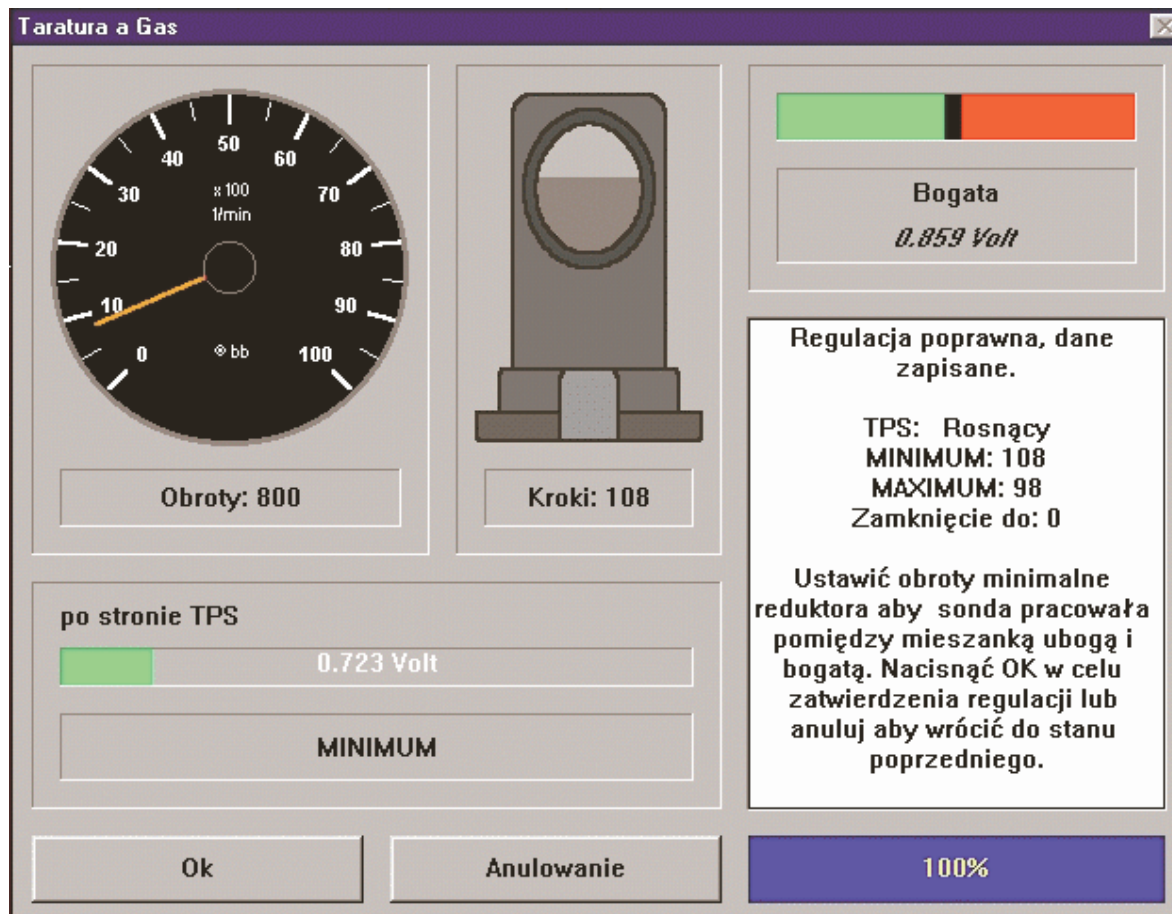 Taratura a Gas
0
10
20
30
40
50
60
70
80
90
100
x 100
1/min
bb
Obroty: 800
Kroki: 108
Bogata
0.859 Volt
Regulacja poprawna, dane
zapisane.
TPS: Rosnący
MINIMUM: 108
MAXIMUM: 98
Zamknięcie do: 0
Ustawić obroty minimalne
reduktora aby sonda pracowała
pomiędzy mieszanką ubogą i
bogatą. Nacisnąć OK w celu
zatwierdzenia regulacji lub
anuluj aby wrócić do stanu
poprzedniego.
po stronie TPS
0.723 Volt
MINIMUM
Ok
Anulowanie
100%